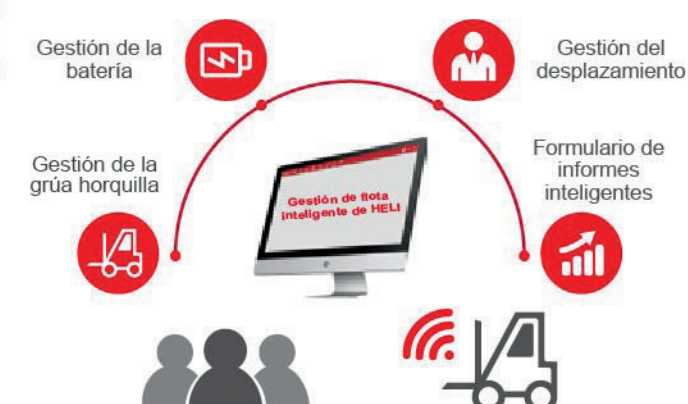 Gestión de la
batería
Gestión del
desplazamiento
Gestión de la
grúa horquilla
Gestión de flota
inteligente de HELI
Formulario de
informes
inteligentes